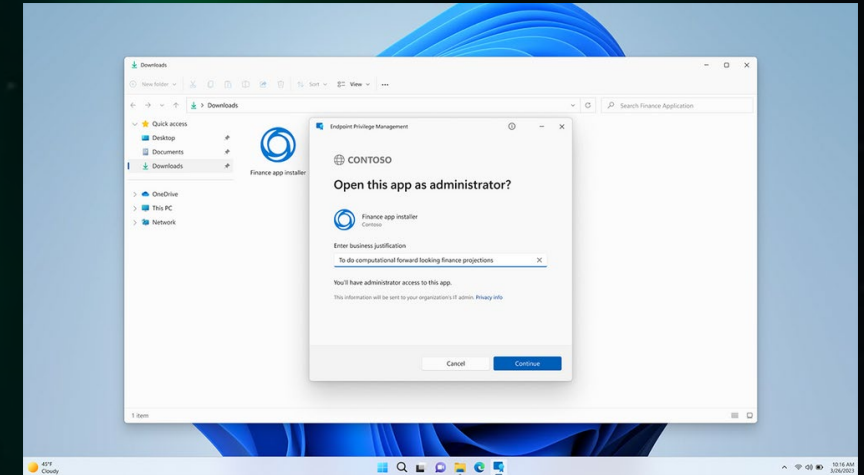 Downloads
New folder
Sort
View
Downloads
Search Finance Application
Quick access
Desktop
Documents
Downloads
OneDrive
This PC
Network
Finance app installer
Endpoint Privilege Management
CONTOSO
Open this app as administrator?
Finance app installer
Contoso
Enter business justification
To do computational forward looking finance projections
You'll have administrator access to this app.
This information will be sent to your organization's IT admin. Privacy info
Cancel
Continue
1 item
45°F
Cloudy
10:16 AM
3/26/2023